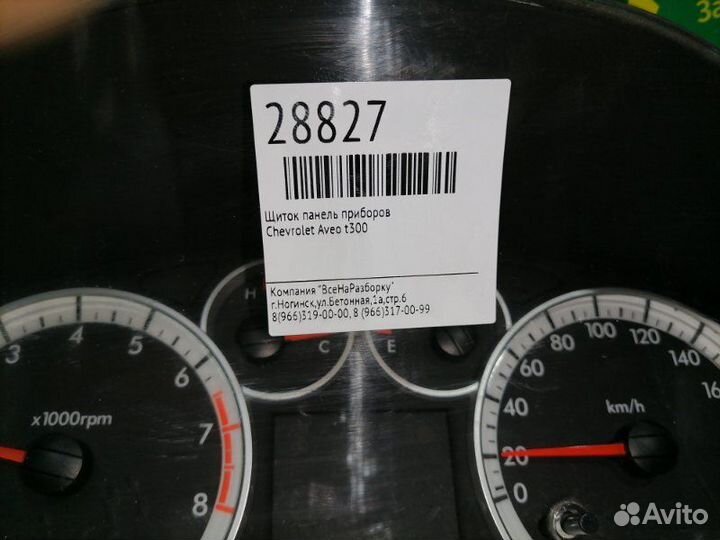 За
28827
Щиток панель приборов
Chevrolet Aveo t300
Компания "ВсеНаРазборку"
г.Ногинск,ул.Бетонная,1а,стр.6
8(966)319-00-00, 8 (966)317-00-99
H
C
E
3
4
5
6
7
8
x1000rpm
0
20
40
60
80
100
120
140
16
km/h
Avito